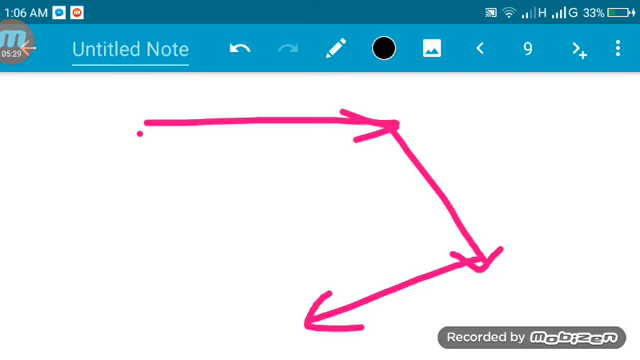 1:06 AM H G 33%
Untitled Note 9
05:29
Recorded by mobizen